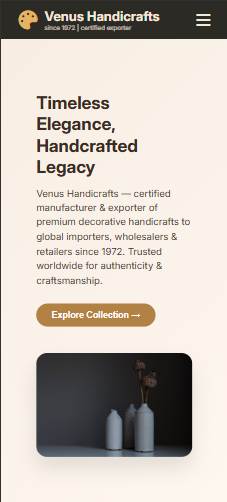 Venus Handicrafts
since 1972 | certified exporter
Timeless
Elegance,
Handcrafted
Legacy
Venus Handicrafts — certified
manufacturer & exporter of
premium decorative handicrafts to
global importers, wholesalers &
retailers since 1972. Trusted
worldwide for authenticity &
craftsmanship.
Explore Collection →